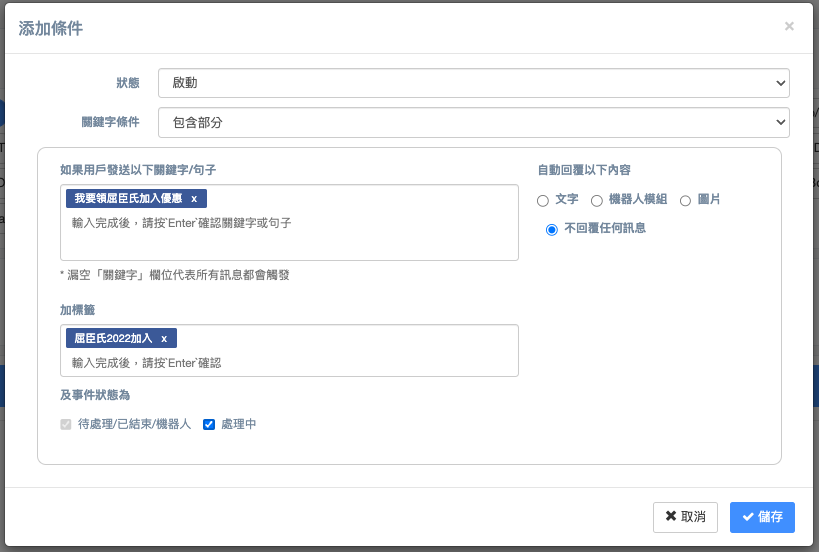 添加條件
×
狀態
啟動
關鍵字條件
包含部分
如果用戶發送以下關鍵字/句子
我要領屈臣氏加入優惠 x
輸入完成後，請按`Enter`確認關鍵字或句子
* 漏空「關鍵字」欄位代表所有訊息都會觸發
自動回覆以下內容
文字 機器人模組 圖片
不回覆任何訊息
加標籤
屈臣氏2022加入 x
輸入完成後，請按`Enter`確認
及事件狀態為
待處理/已結束/機器人 處理中
取消 儲存